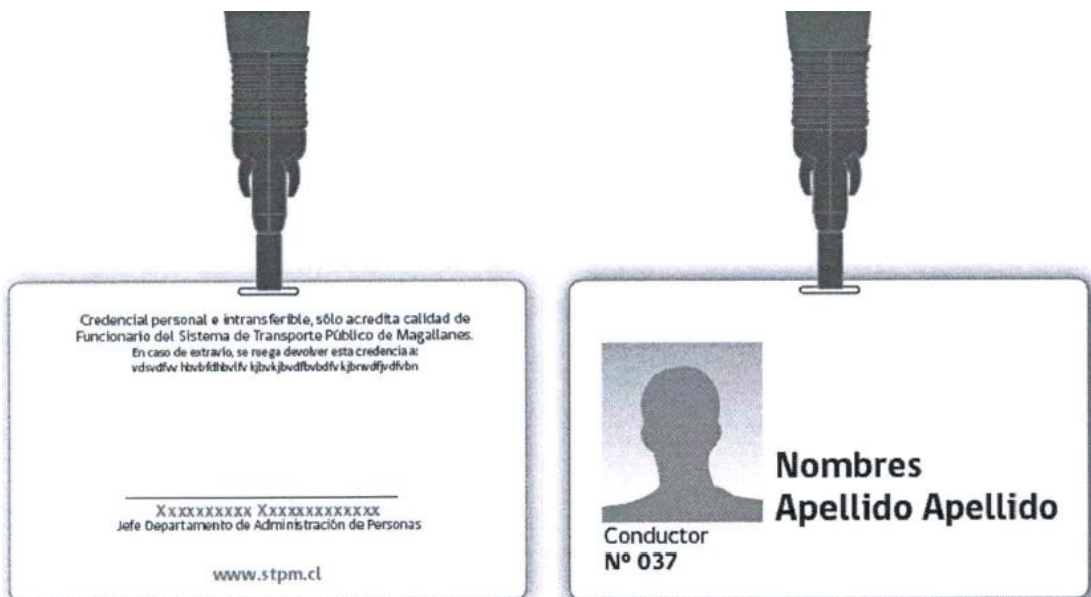 Credencial personal e intransferible, sólo acredita calidad de
Funcionario del Sistema de Transporte Público de Magallanes.
En caso de extravío, se ruega devolver esta credencia a:
Xxxxxxxxxx Xxxxxxxxxxxxx
Jefe Departamento de Administración de Personas
www.stpm.cl
Nombres
Apellido Apellido
Conductor
Nº 037